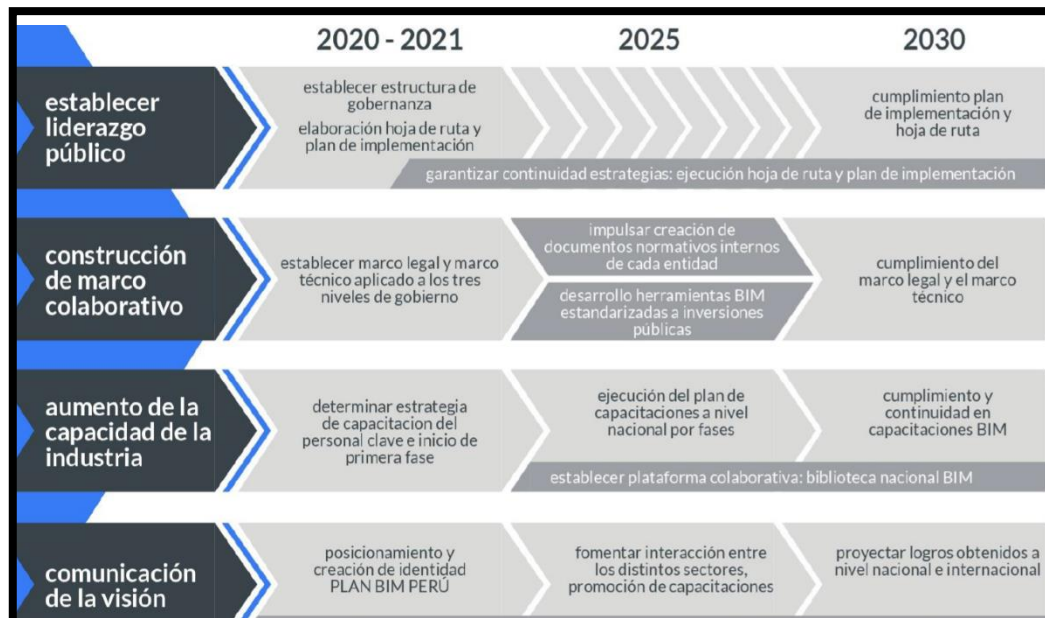 2020 - 2021
2025
2030
establecer
liderazgo
público
establecer estructura de
gobernanza
elaboración hoja de ruta y
plan de implementación
cumplimiento plan
de implementación y
hoja de ruta
garantizar continuidad estrategias: ejecución hoja de ruta y plan de implementación
construcción
de marco
colaborativo
establecer marco legal y marco
técnico aplicado a los tres
niveles de gobierno
impulsar creación de
documentos normativos internos
de cada entidad
desarrollo herramientas BIM
estandarizadas a inversiones
públicas
cumplimiento del
marco legal y el marco
técnico
aumento de la
capacidad de la
industria
determinar estrategia
de capacitacion del
personal clave e inicio de
primera fase
ejecución del plan de
capacitaciones a nivel
nacional por fases
cumplimiento y
continuidad en
capacitaciones BIM
establecer plataforma colaborativa: biblioteca nacional BIM
comunicación
de la visión
posicionamiento y
creación de identidad
PLAN BIM PERÚ
fomentar interacción entre
los distintos sectores,
promoción de capacitaciones
proyectar logros obtenidos a
nivel nacional e internacional